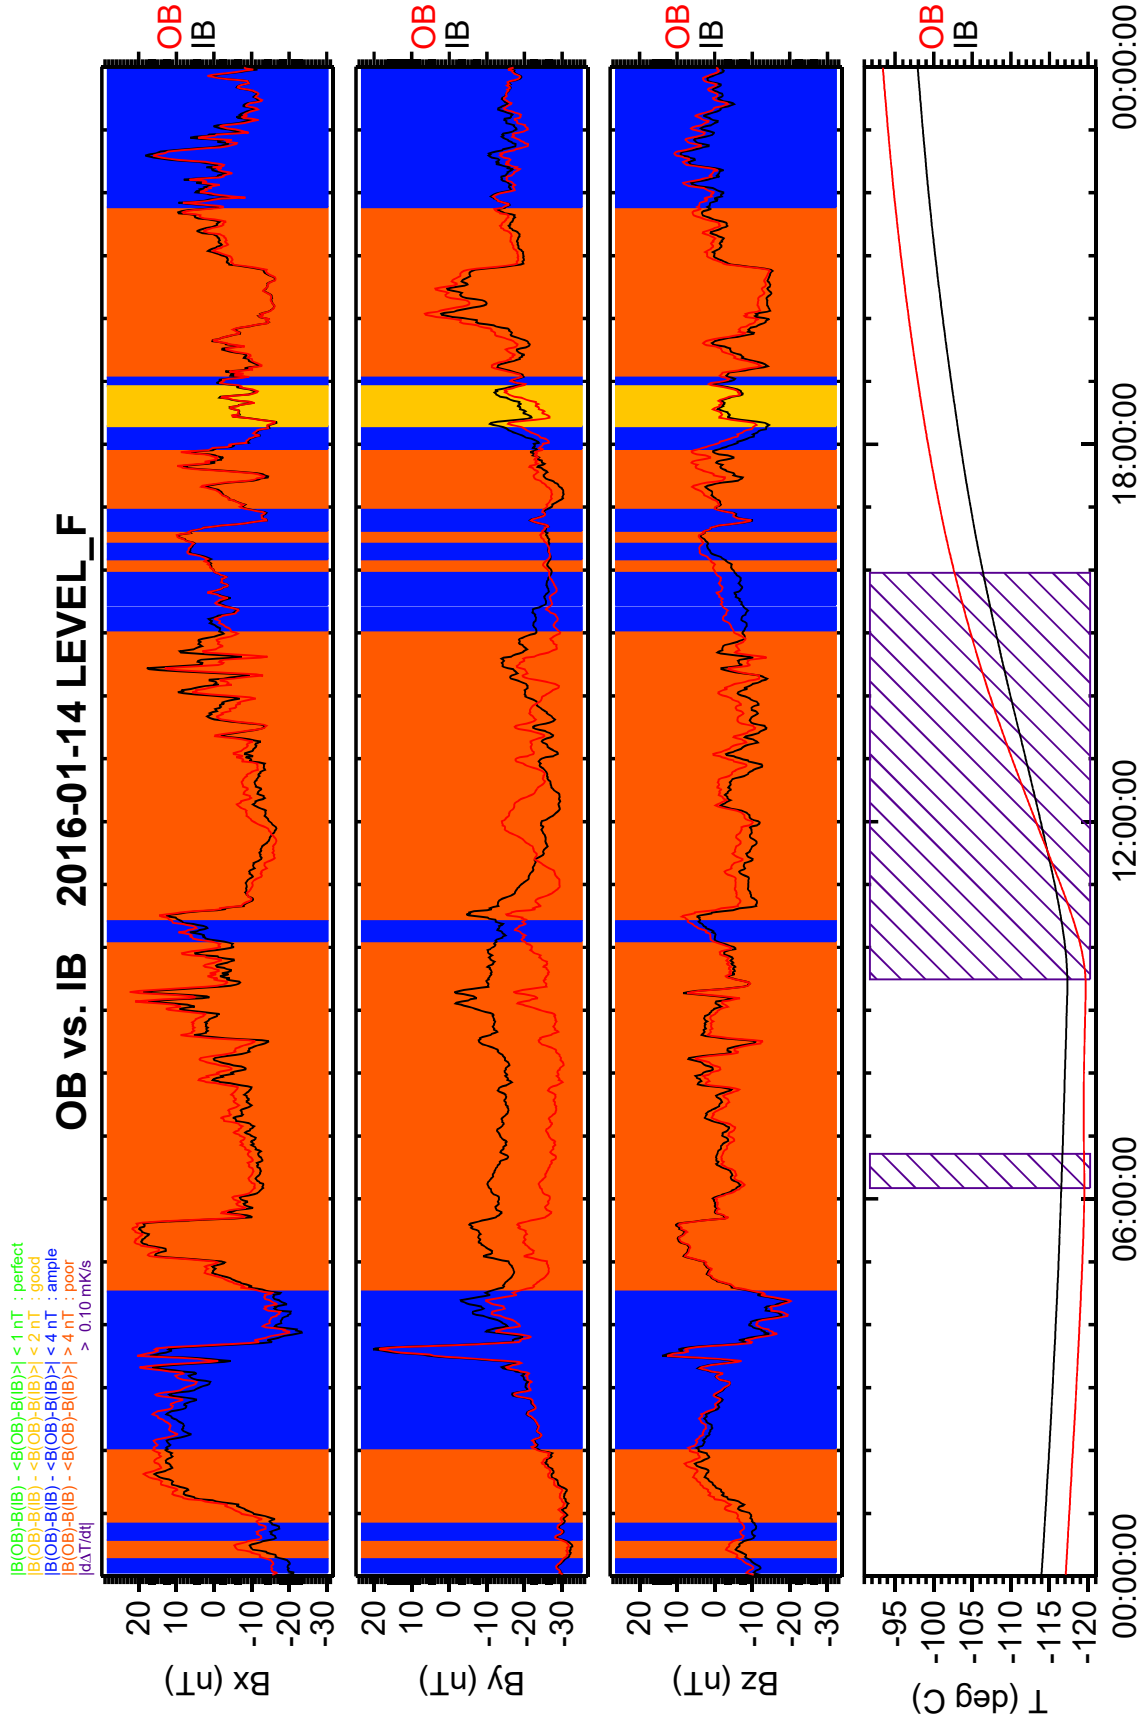 OB vs. IB 2016-01-14 LEVEL_F
|B(OB)-B(IB) - <B(OB)-B(IB)>| < 1 nT : perfect
|B(OB)-B(IB) - <B(OB)-B(IB)>| < 2 nT : good
|B(OB)-B(IB) - <B(OB)-B(IB)>| < 4 nT : ample
|B(OB)-B(IB) - <B(OB)-B(IB)>| > 4 nT : poor
|dΔT/dt| > 0.10 mK/s
Bx (nT)
20
10
0
-10
-20
-30
OB
IB
By (nT)
20
10
0
-10
-20
-30
OB
IB
Bz (nT)
20
10
0
-10
-20
-30
OB
IB
T (deg C)
-95
-100
-105
-110
-115
-120
OB
IB
00:00:00 06:00:00 12:00:00 18:00:00 00:00:00